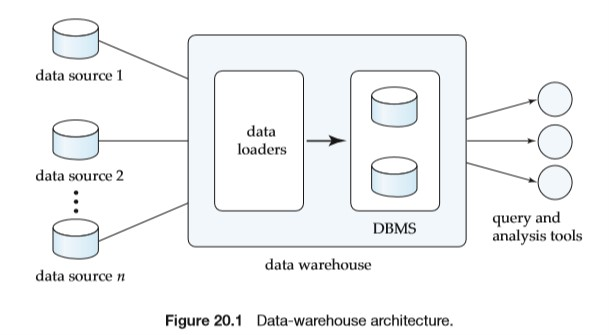 data source 1
data source 2
data source n
data
loaders
DBMS
data warehouse
query and
analysis tools
Figure 20.1 Data-warehouse architecture.